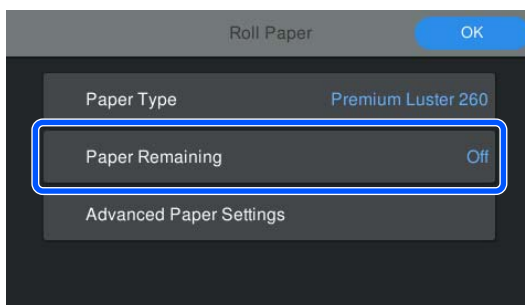 Roll Paper OK
Paper Type Premium Luster 260
Paper Remaining Off
Advanced Paper Settings